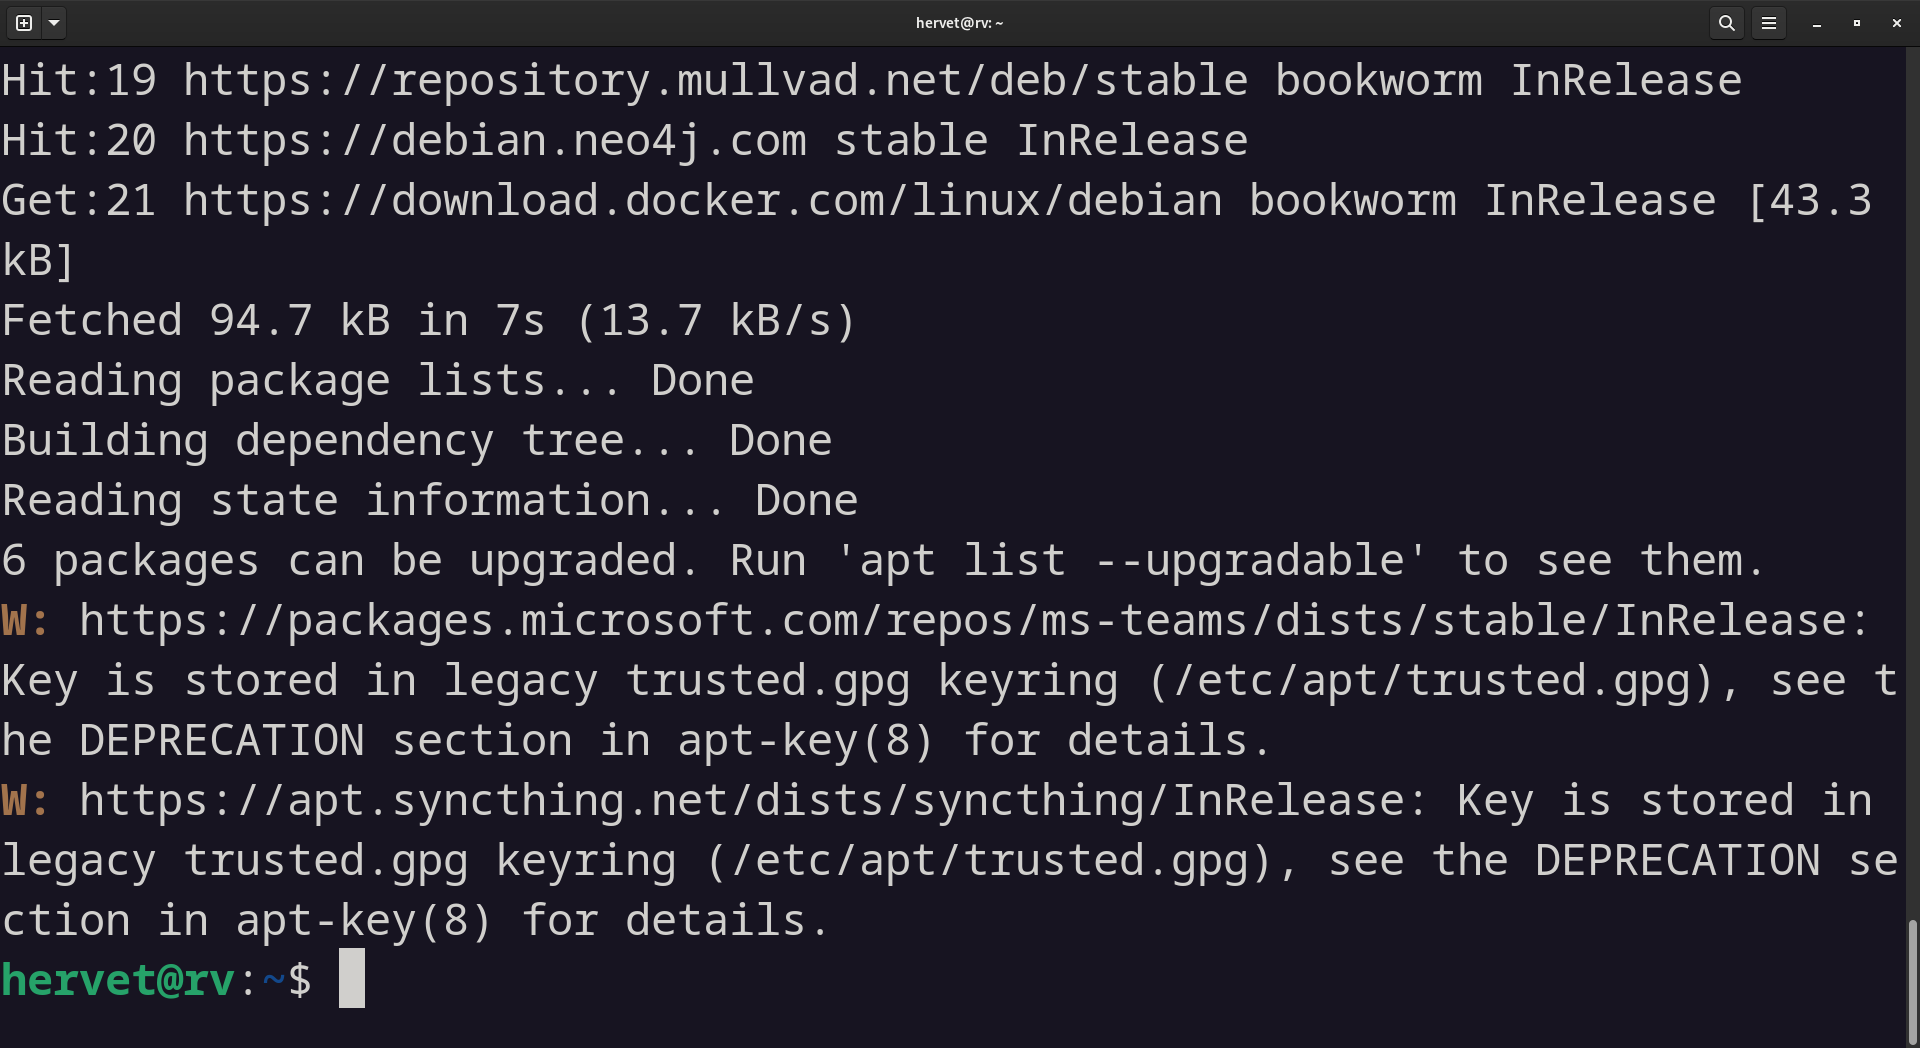 hervet@rv: ~
Hit:19 https://repository.mullvad.net/deb/stable bookworm InRelease
Hit:20 https://debian.neo4j.com stable InRelease
Get:21 https://download.docker.com/linux/debian bookworm InRelease [43.3
kB]
Fetched 94.7 kB in 7s (13.7 kB/s)
Reading package lists... Done
Building dependency tree... Done
Reading state information... Done
6 packages can be upgraded. Run 'apt list --upgradable' to see them.
W: https://packages.microsoft.com/repos/ms-teams/dists/stable/InRelease:
Key is stored in legacy trusted.gpg keyring (/etc/apt/trusted.gpg), see t
he DEPRECATION section in apt-key(8) for details.
W: https://apt.syncthing.net/dists/syncthing/InRelease: Key is stored in
legacy trusted.gpg keyring (/etc/apt/trusted.gpg), see the DEPRECATION se
ction in apt-key(8) for details.
hervet@rv:~$